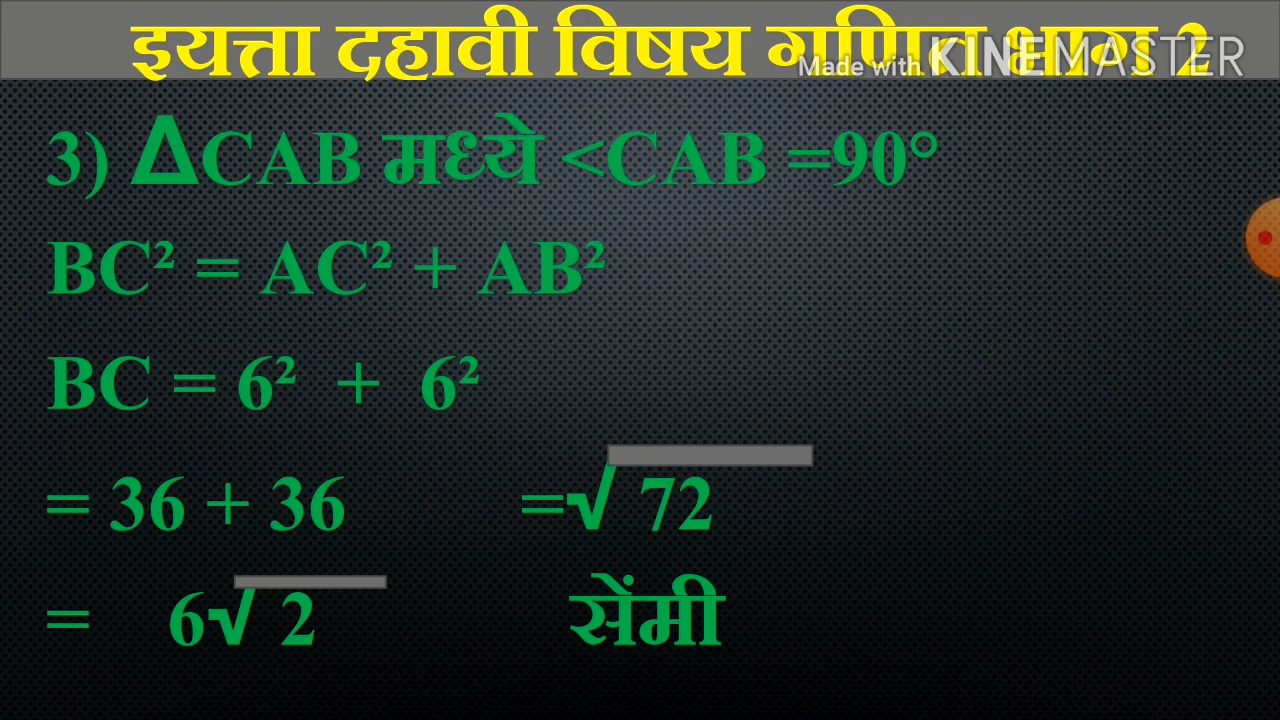 इयत्ता दहावी विषय गणित भाग 2
Made with KINEMASTER
3) ΔCAB मध्ये <CAB =90°
BC² = AC² + AB²
BC = 6² + 6²
= 36 + 36 =√ 72
= 6√ 2 सेंमी